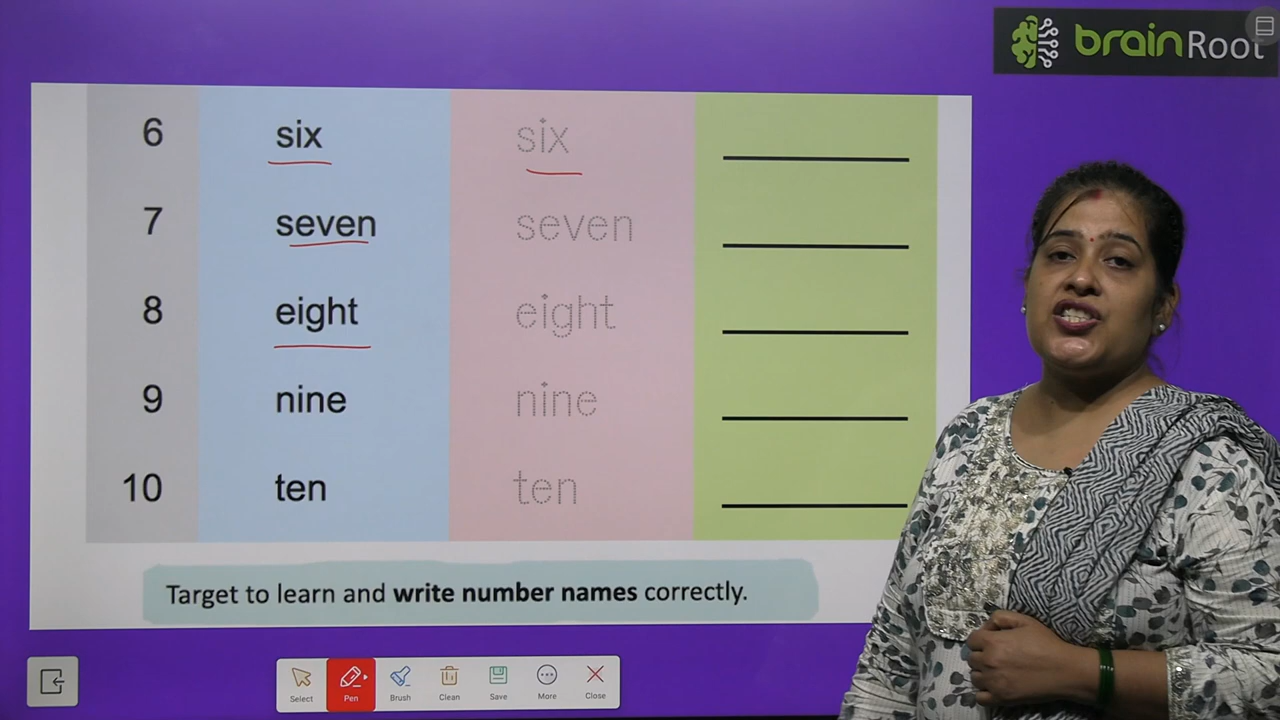 brainRoot
6 six six
7 seven seven
8 eight eight
9 nine nine
10 ten ten
Target to learn and write number names correctly.
Select Pen Brush Clean Save More Close